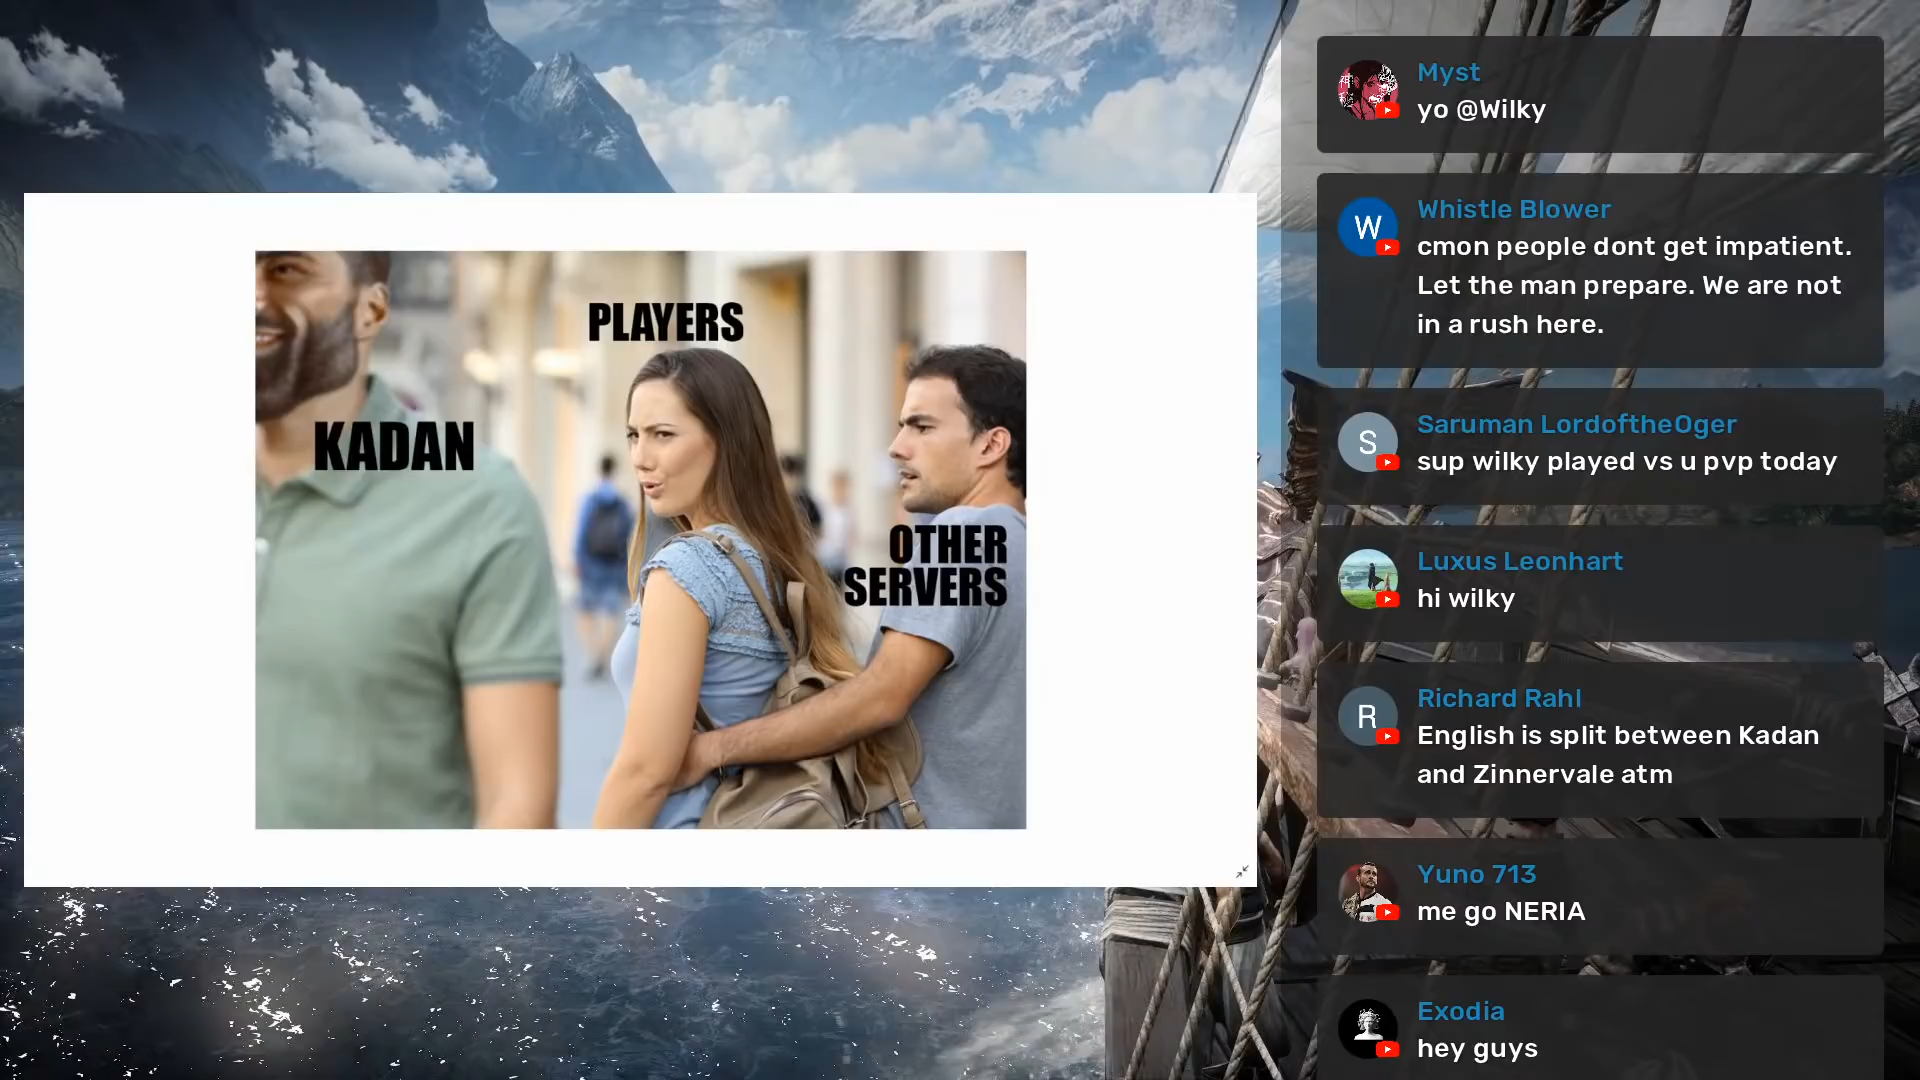 PLAYERS
KADAN
OTHER
SERVERS
Myst
yo @Wilky
W
Whistle Blower
cmon people dont get impatient.
Let the man prepare. We are not
in a rush here.
S
Saruman LordoftheOger
sup wilky played vs u pvp today
Luxus Leonhart
hi wilky
R
Richard Rahl
English is split between Kadan
and Zinnervale atm
Yuno 713
me go NERIA
Exodia
hey guys